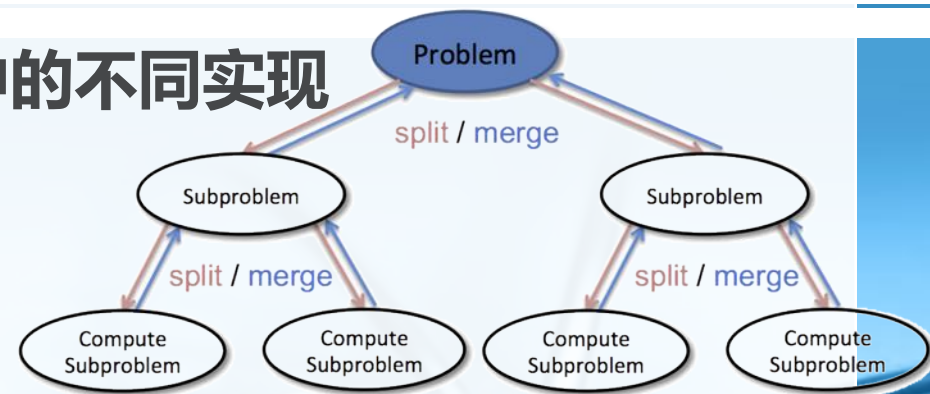 的不同实现
Problem
split / merge
Subproblem
Subproblem
split / merge
split / merge
Compute
Subproblem
Compute
Subproblem
Compute
Subproblem
Compute
Subproblem